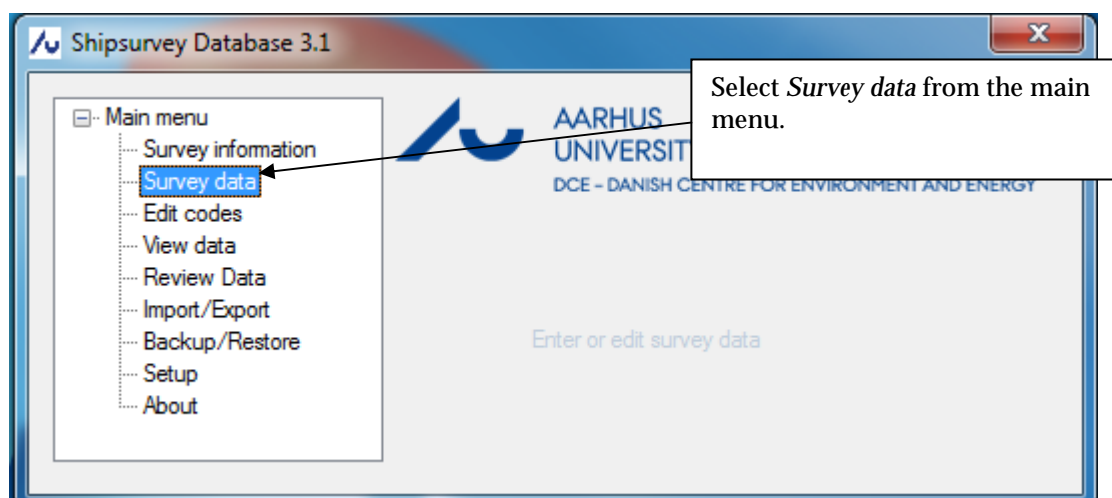 Shipsurvey Database 3.1
Select Survey data from the main
menu.
Main menu
Survey information
Survey data
Edit codes
View data
Review Data
Import/Export
Backup/Restore
Setup
About
AARHUS
UNIVERSIT
DCE - DANISH CENTRE FOR ENVIRONMENT AND ENERGY
Enter or edit survey data